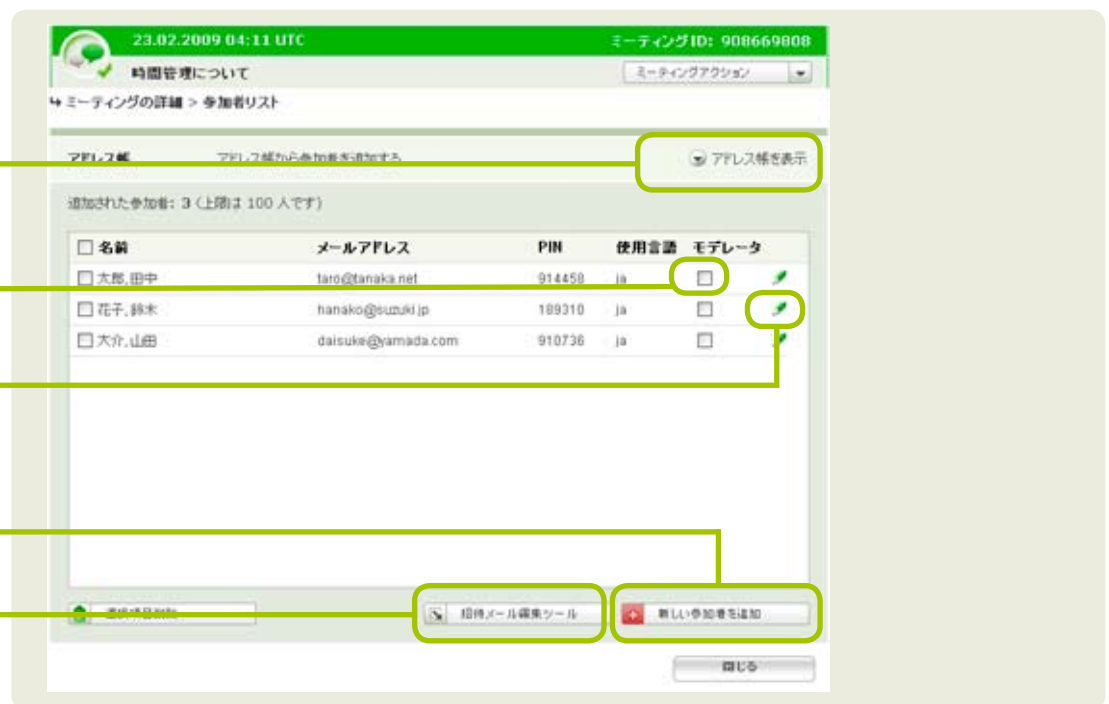 23.02.2009 04:11 UTC ミーティングID: 908669808
時間管理について ミーティングアクション
ミーティングの詳細 > 参加者リスト
アドレス帳 アドレス帳から参加者を追加する アドレス帳を表示
追加された参加者: 3 (上限は 100 人です)
名前 メールアドレス PIN 使用言語 モデレータ
太郎, 田中 taro@tanaka.net 914458 ja
花子, 鈴木 hanako@suzuki.jp 189310 ja
大介, 山田 daisuke@yamada.com 910736 ja
選択項目削除 招待メール編集ツール 新しい参加者を追加
閉じる